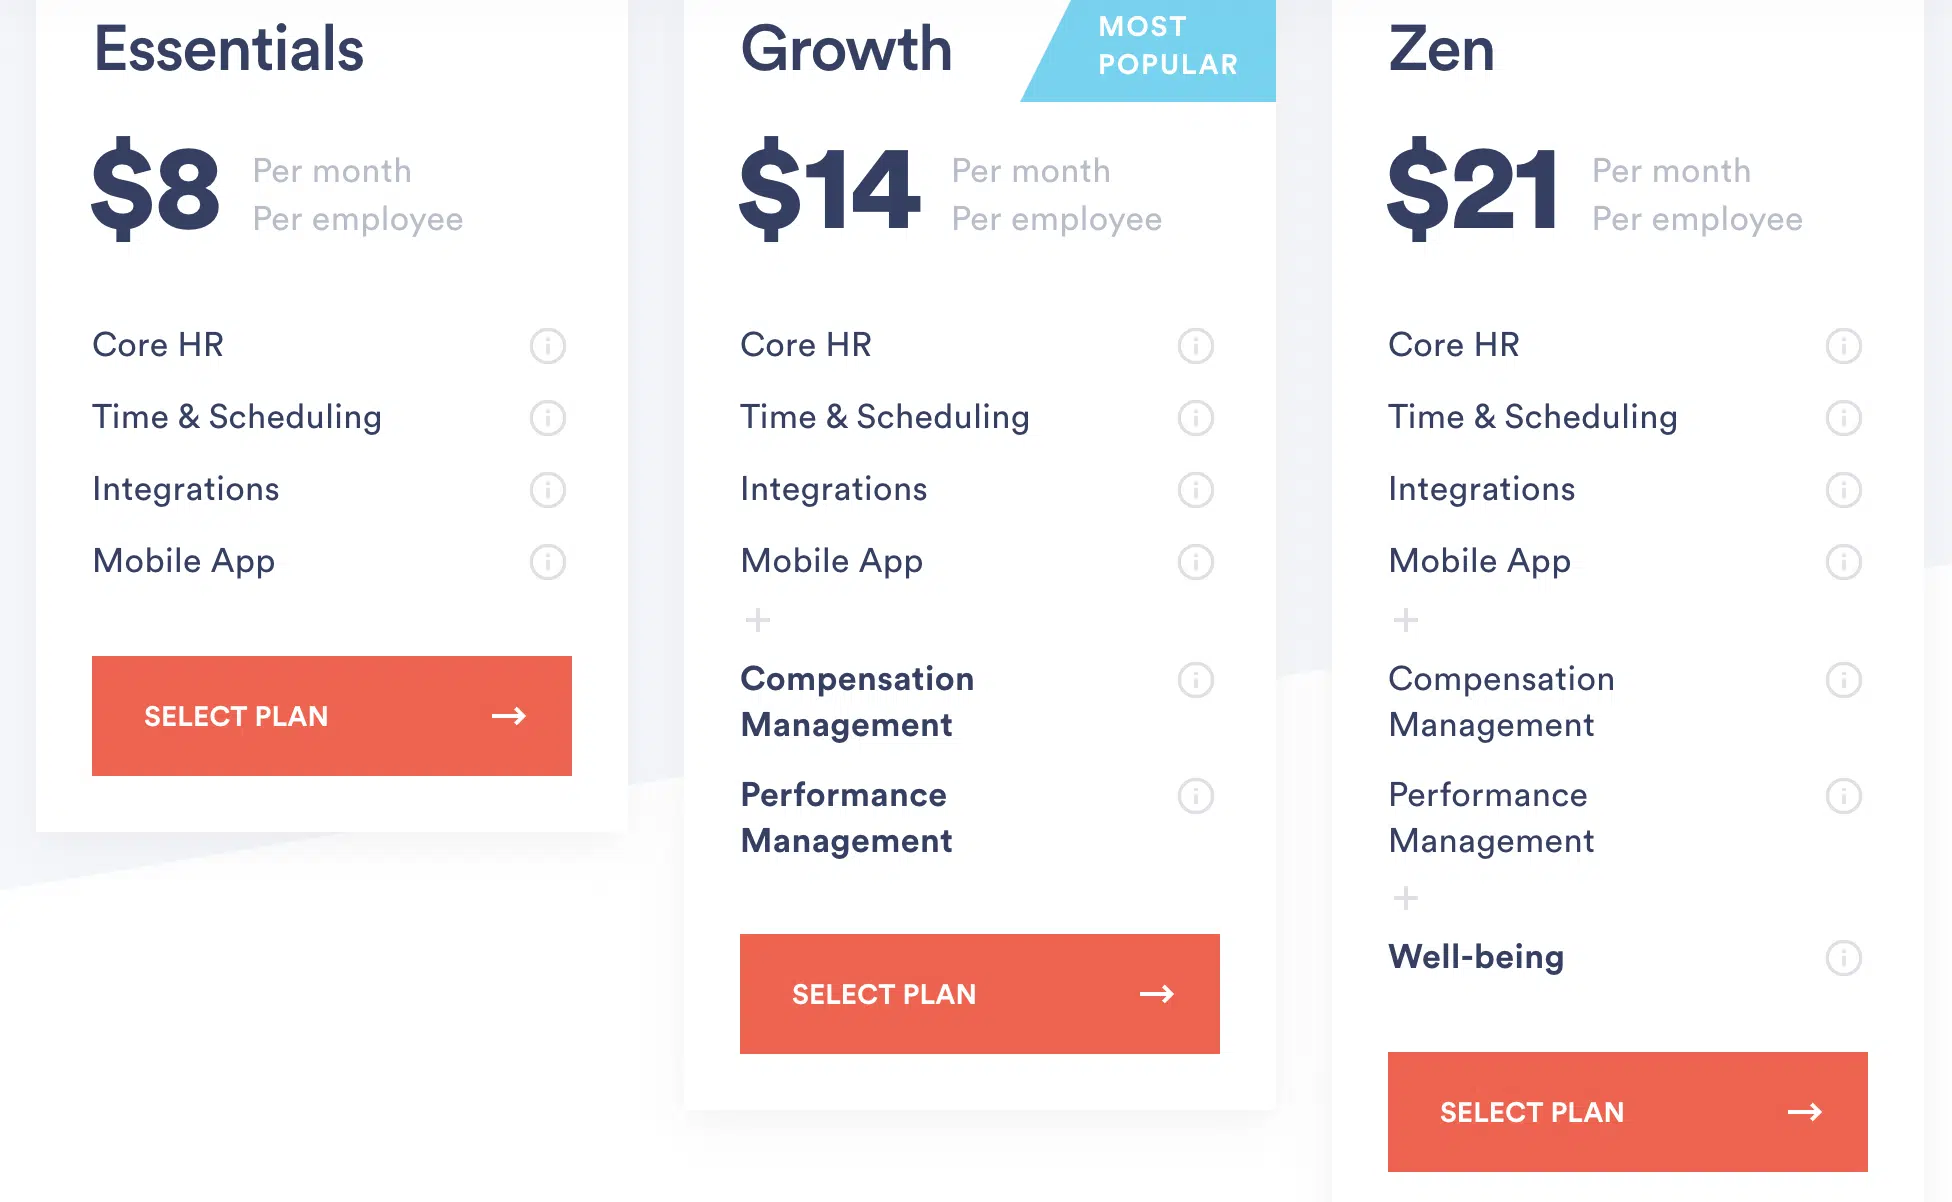 Essentials
$8
Per month
Per employee
Core HR
Time & Scheduling
Integrations
Mobile App
SELECT PLAN
Growth
MOST
POPULAR
$14
Per month
Per employee
Core HR
Time & Scheduling
Integrations
Mobile App
+
Compensation
Management
Performance
Management
SELECT PLAN
Zen
$21
Per month
Per employee
Core HR
Time & Scheduling
Integrations
Mobile App
+
Compensation
Management
Performance
Management
+
Well-being
SELECT PLAN